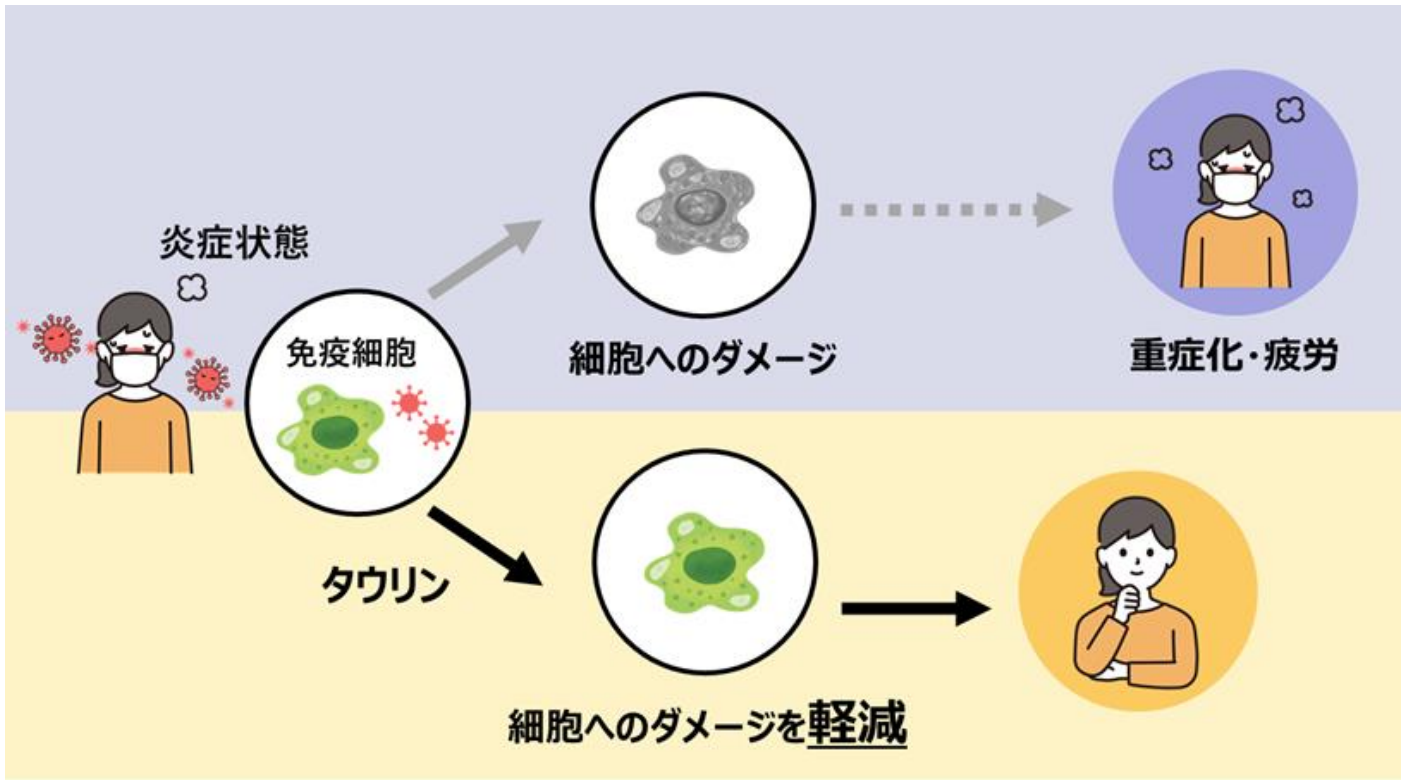 炎症状態
免疫細胞
細胞へのダメージ
重症化・疲労
タウリン
細胞へのダメージを軽減